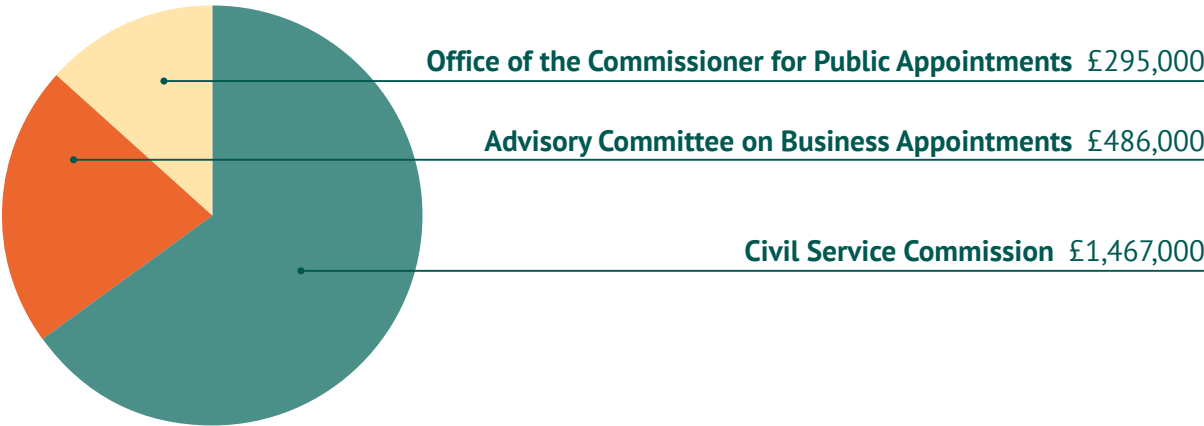 Office of the Commissioner for Public Appointments £295,000
Advisory Committee on Business Appointments £486,000
Civil Service Commission £1,467,000